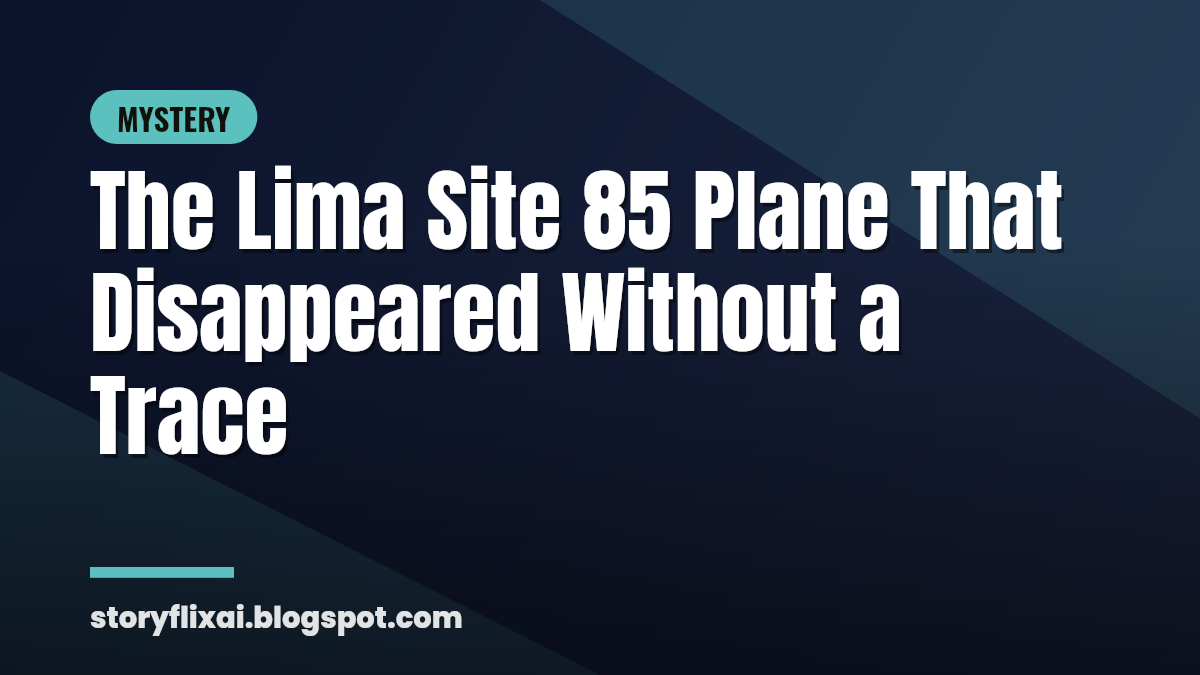 MYSTERY
The Lima Site 85 Plane That
Disappeared Without a
Trace
storyflixai.blogspot.com